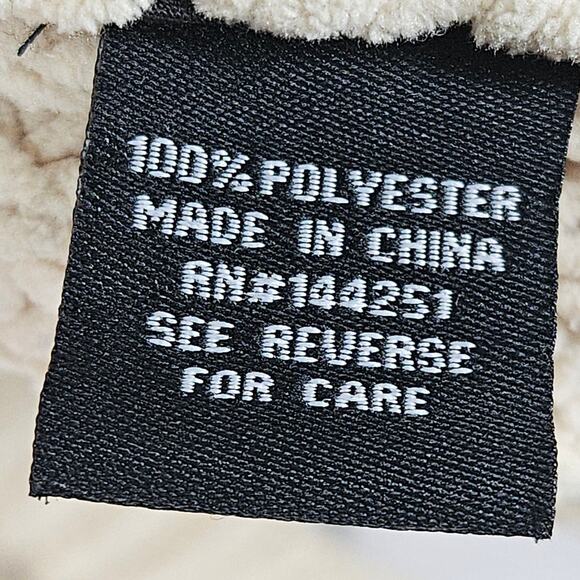 100% POLYESTER
MADE IN CHINA
RN#144251
SEE REVERSE
FOR CARE